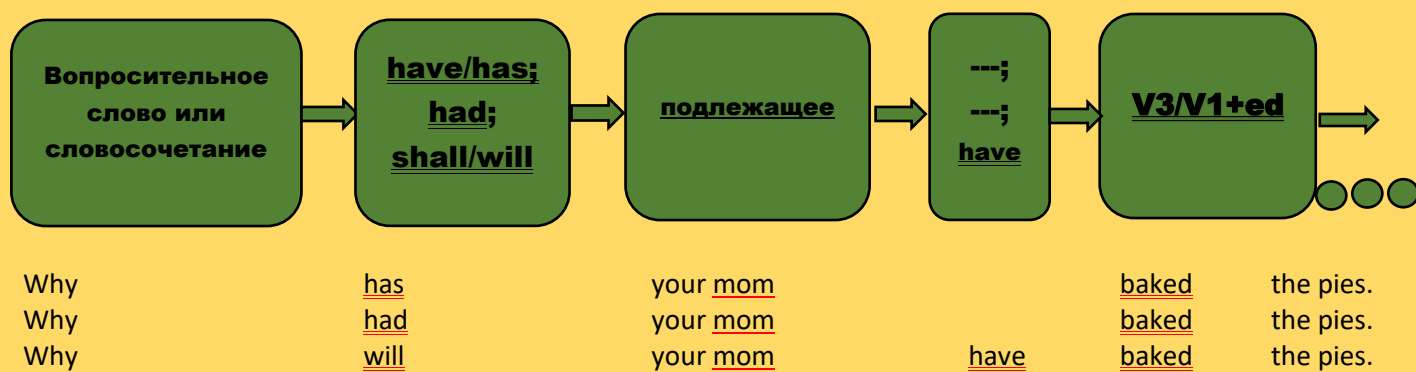 Вопросительное
слово или
словосочетание
have/has;
had;
shall/will
подлежащее
---;
---;
have
V3/V1+ed
Why has your mom baked the pies.
Why had your mom baked the pies.
Why will your mom have baked the pies.